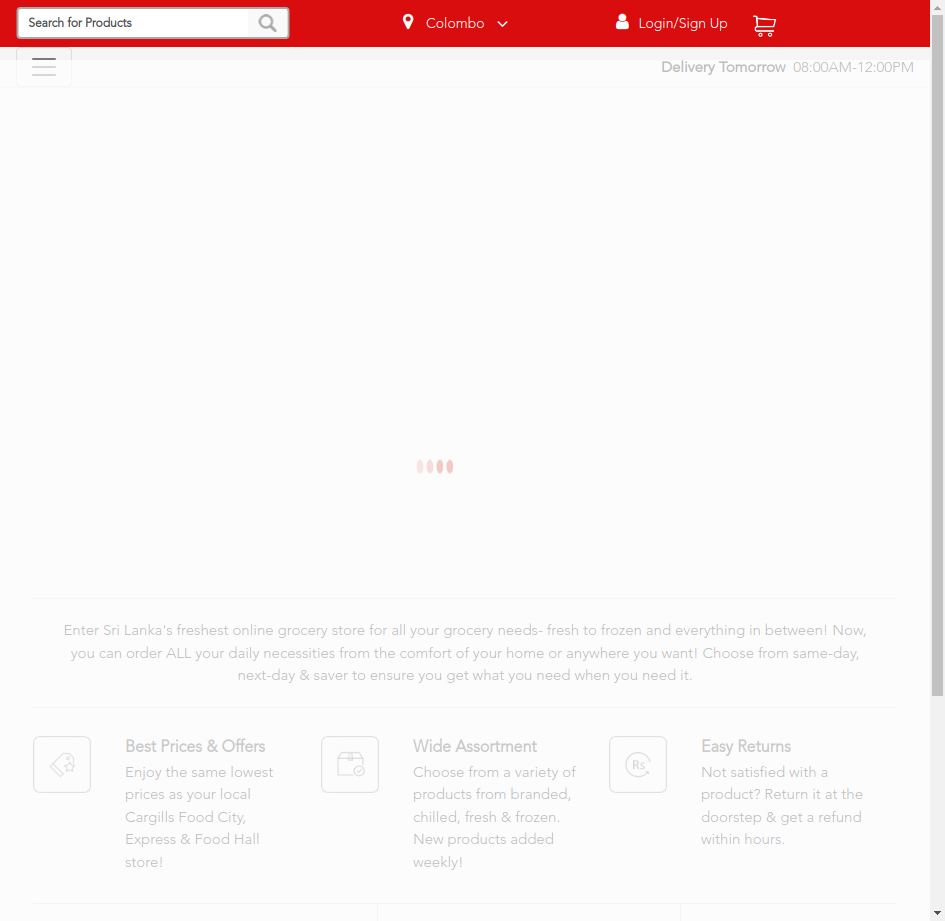 Search for Products
Colombo
Login/Sign Up
Delivery Tomorrow 08:00AM-12:00PM
Enter Sri Lanka's freshest online grocery store for all your grocery needs- fresh to frozen and everything in between! Now,
you can order ALL your daily necessities from the comfort of your home or anywhere you want! Choose from same-day,
next-day & saver to ensure you get what you need when you need it.
Best Prices & Offers
Enjoy the same lowest
prices as your local
Cargills Food City,
Express & Food Hall
store!
Wide Assortment
Choose from a variety of
products from branded,
chilled, fresh & frozen.
New products added
weekly!
Rs
Easy Returns
Not satisfied with a
product? Return it at the
doorstep & get a refund
within hours.